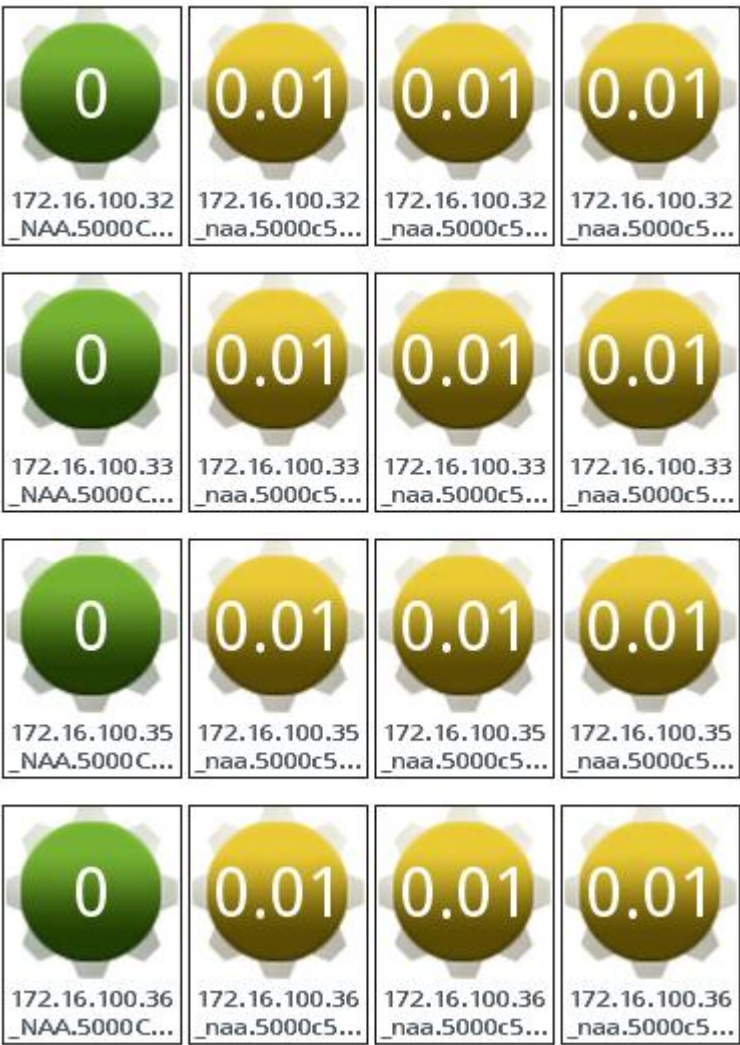 0 0.01 0.01 0.01
172.16.100.32 172.16.100.32 172.16.100.32 172.16.100.32
_NAA.5000C... _naa.5000c5... _naa.5000c5... _naa.5000c5...
0 0.01 0.01 0.01
172.16.100.33 172.16.100.33 172.16.100.33 172.16.100.33
_NAA.5000C... _naa.5000c5... _naa.5000c5... _naa.5000c5...
0 0.01 0.01 0.01
172.16.100.35 172.16.100.35 172.16.100.35 172.16.100.35
_NAA.5000C... _naa.5000c5... _naa.5000c5... _naa.5000c5...
0 0.01 0.01 0.01
172.16.100.36 172.16.100.36 172.16.100.36 172.16.100.36
_NAA.5000C... _naa.5000c5... _naa.5000c5... _naa.5000c5...